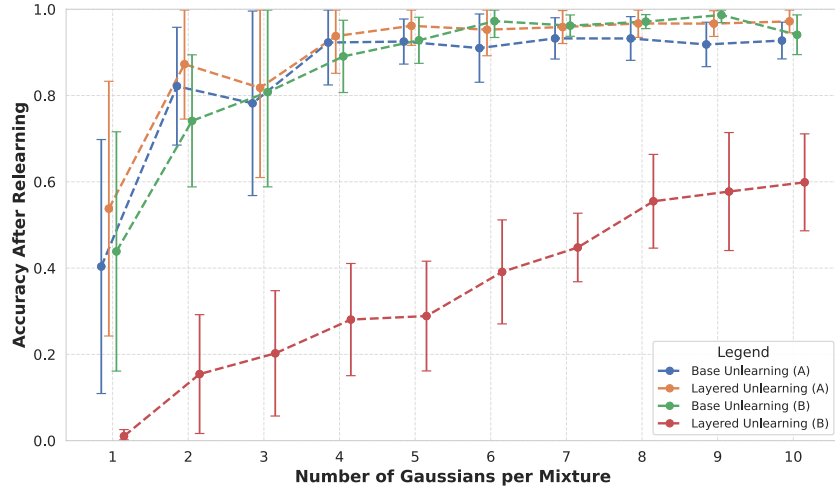 1.0
0.8
0.6
0.4
0.2
0.0
Accuracy After Relearning
1 2 3 4 5 6 7 8 9 10
Number of Gaussians per Mixture
Legend
Base Unlearning (A)
Layered Unlearning (A)
Base Unlearning (B)
Layered Unlearning (B)